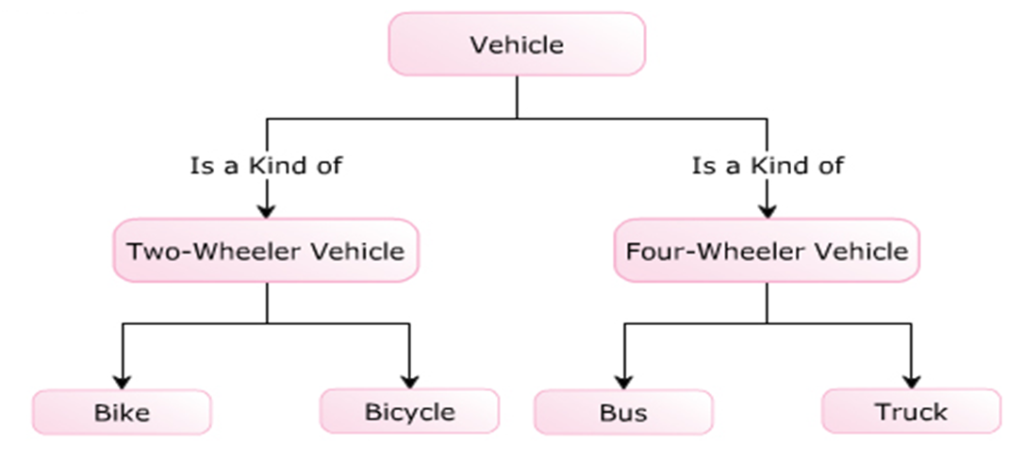 Vehicle
Is a Kind of
Is a Kind of
Two-Wheeler Vehicle
Four-Wheeler Vehicle
Bike
Bicycle
Bus
Truck